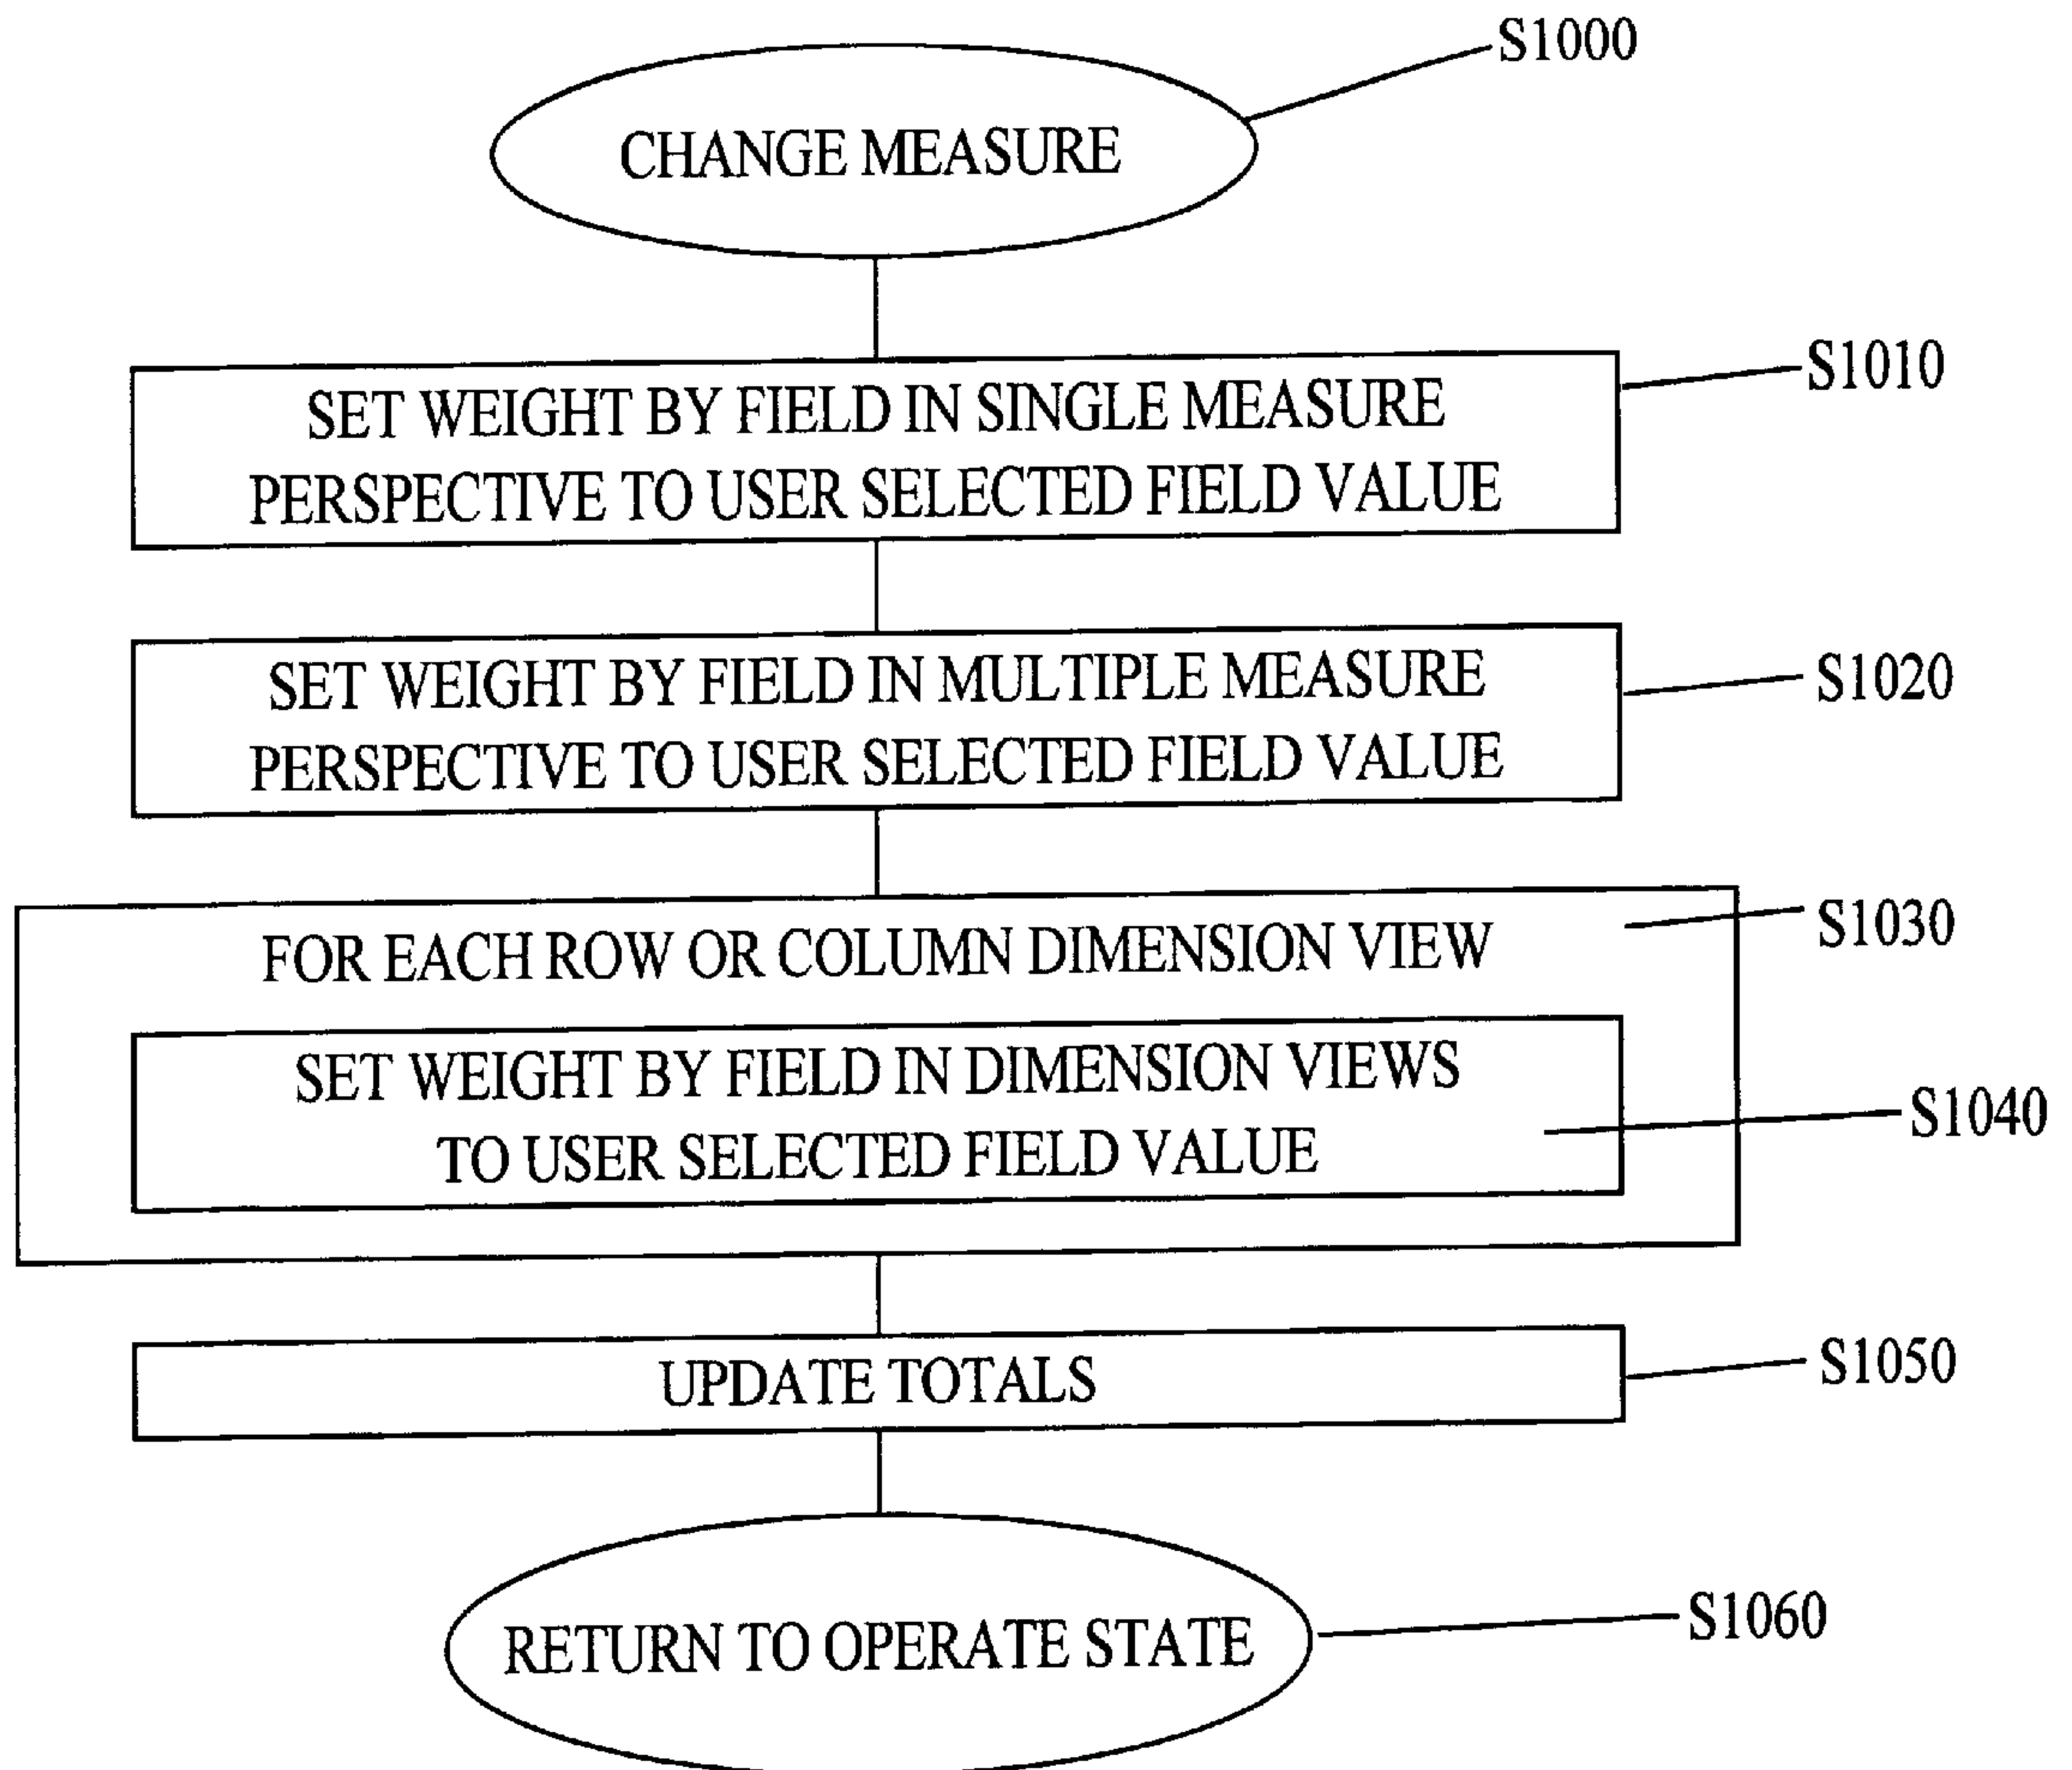 S1000
CHANGE MEASURE
S1010
SET WEIGHT BY FIELD IN SINGLE MEASURE
PERSPECTIVE TO USER SELECTED FIELD VALUE
S1020
SET WEIGHT BY FIELD IN MULTIPLE MEASURE
PERSPECTIVE TO USER SELECTED FIELD VALUE
S1030
FOR EACH ROW OR COLUMN DIMENSION VIEW
SET WEIGHT BY FIELD IN DIMENSION VIEWS
S1040
TO USER SELECTED FIELD VALUE
S1050
UPDATE TOTALS
S1060
RETURN TO OPERATE STATE